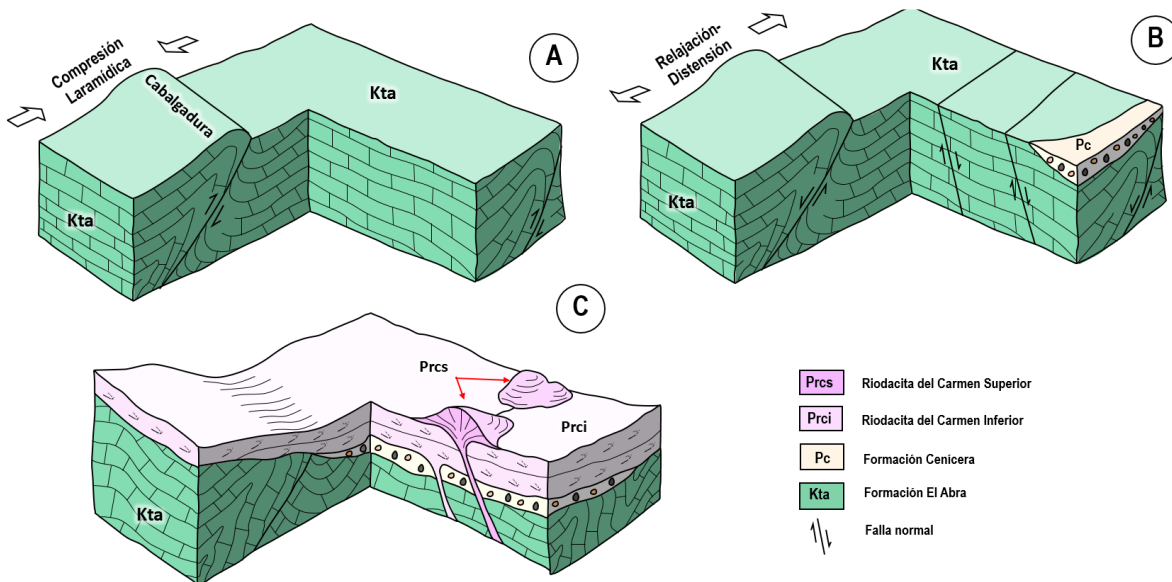 A
Compresión
Laramídica
Cabalgadura
Kta
Kta
B
Relajación-
Distensión
Kta
Pc
Kta
C
Prcs
Prci
Kta
Prcs Riodacita del Carmen Superior
Prci Riodacita del Carmen Inferior
Pc Formación Cenicera
Kta Formación El Abra
Falla normal